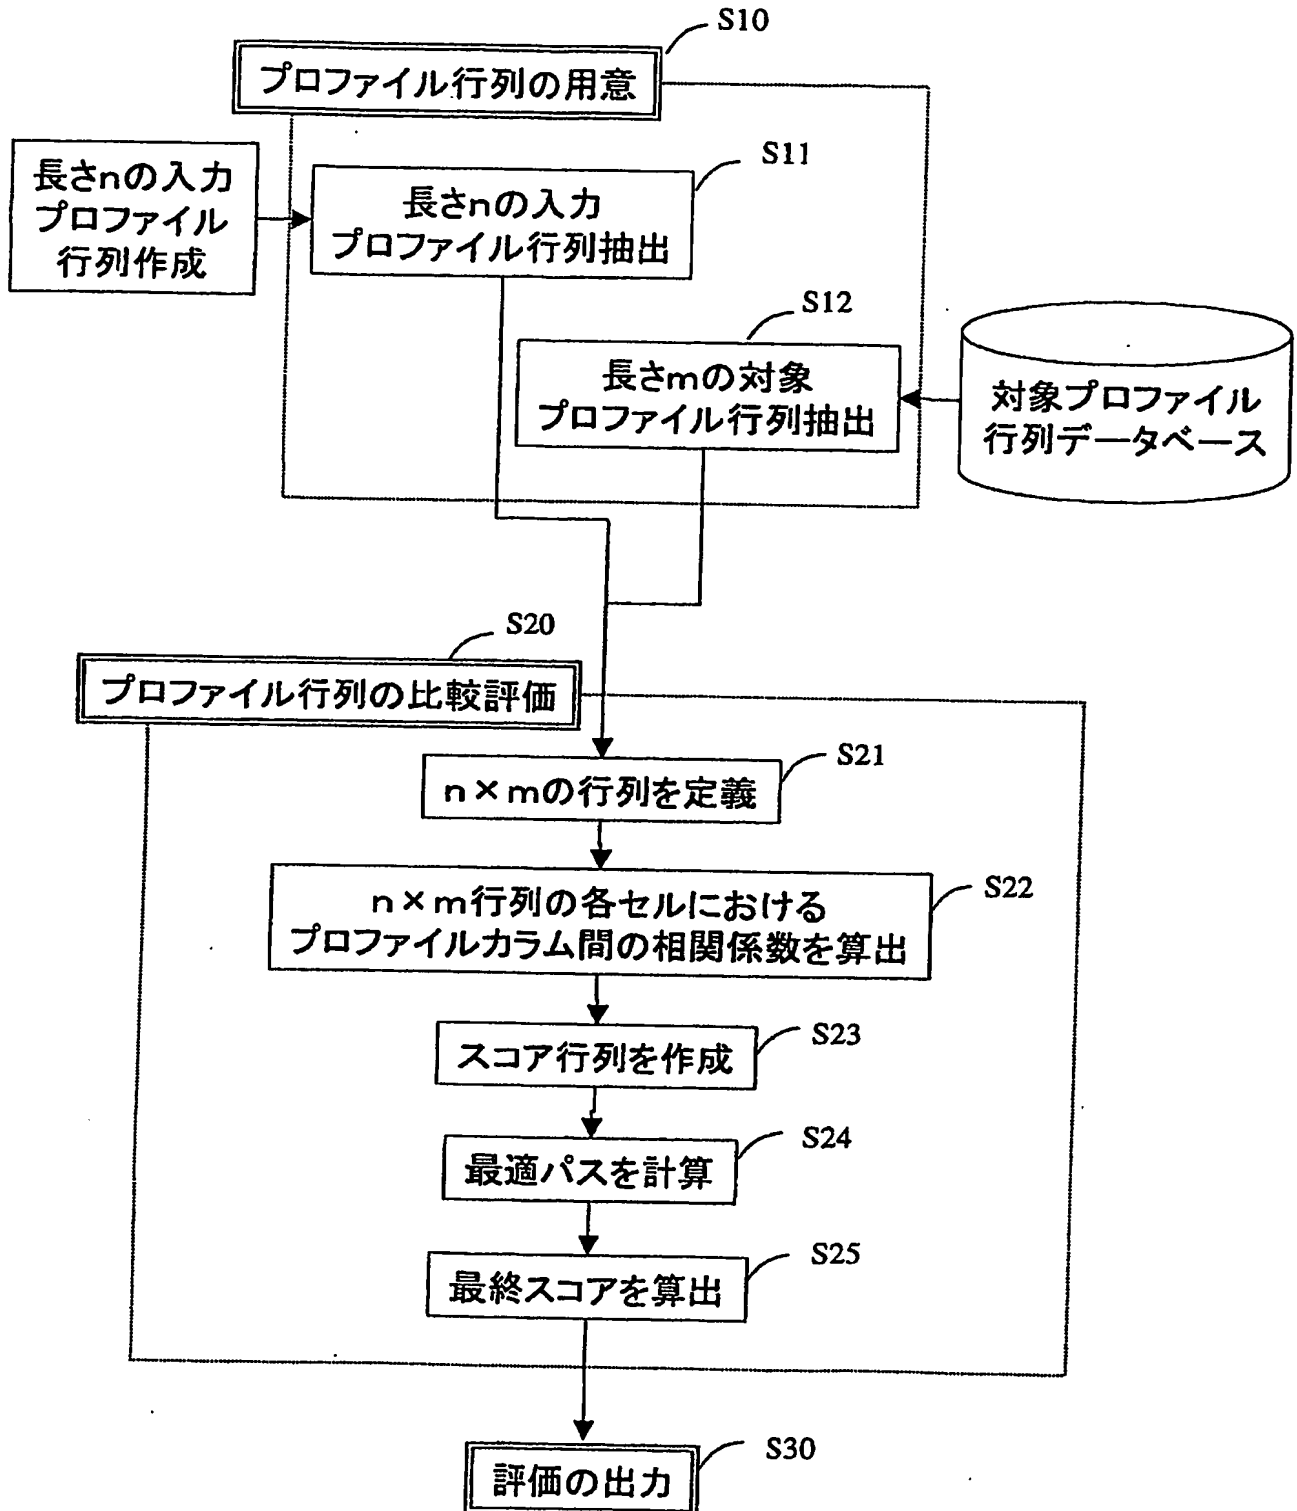 S10
プロファイル行列の用意
長さnの入力
プロファイル
行列作成
S11
長さnの入力
プロファイル行列抽出
S12
長さmの対象
プロファイル行列抽出
対象プロファイル
行列データベース
S20
プロファイル行列の比較評価
S21
n×mの行列を定義
S22
n×m行列の各セルにおける
プロファイルカラム間の相関係数を算出
S23
スコア行列を作成
S24
最適パスを計算
S25
最終スコアを算出
S30
評価の出力